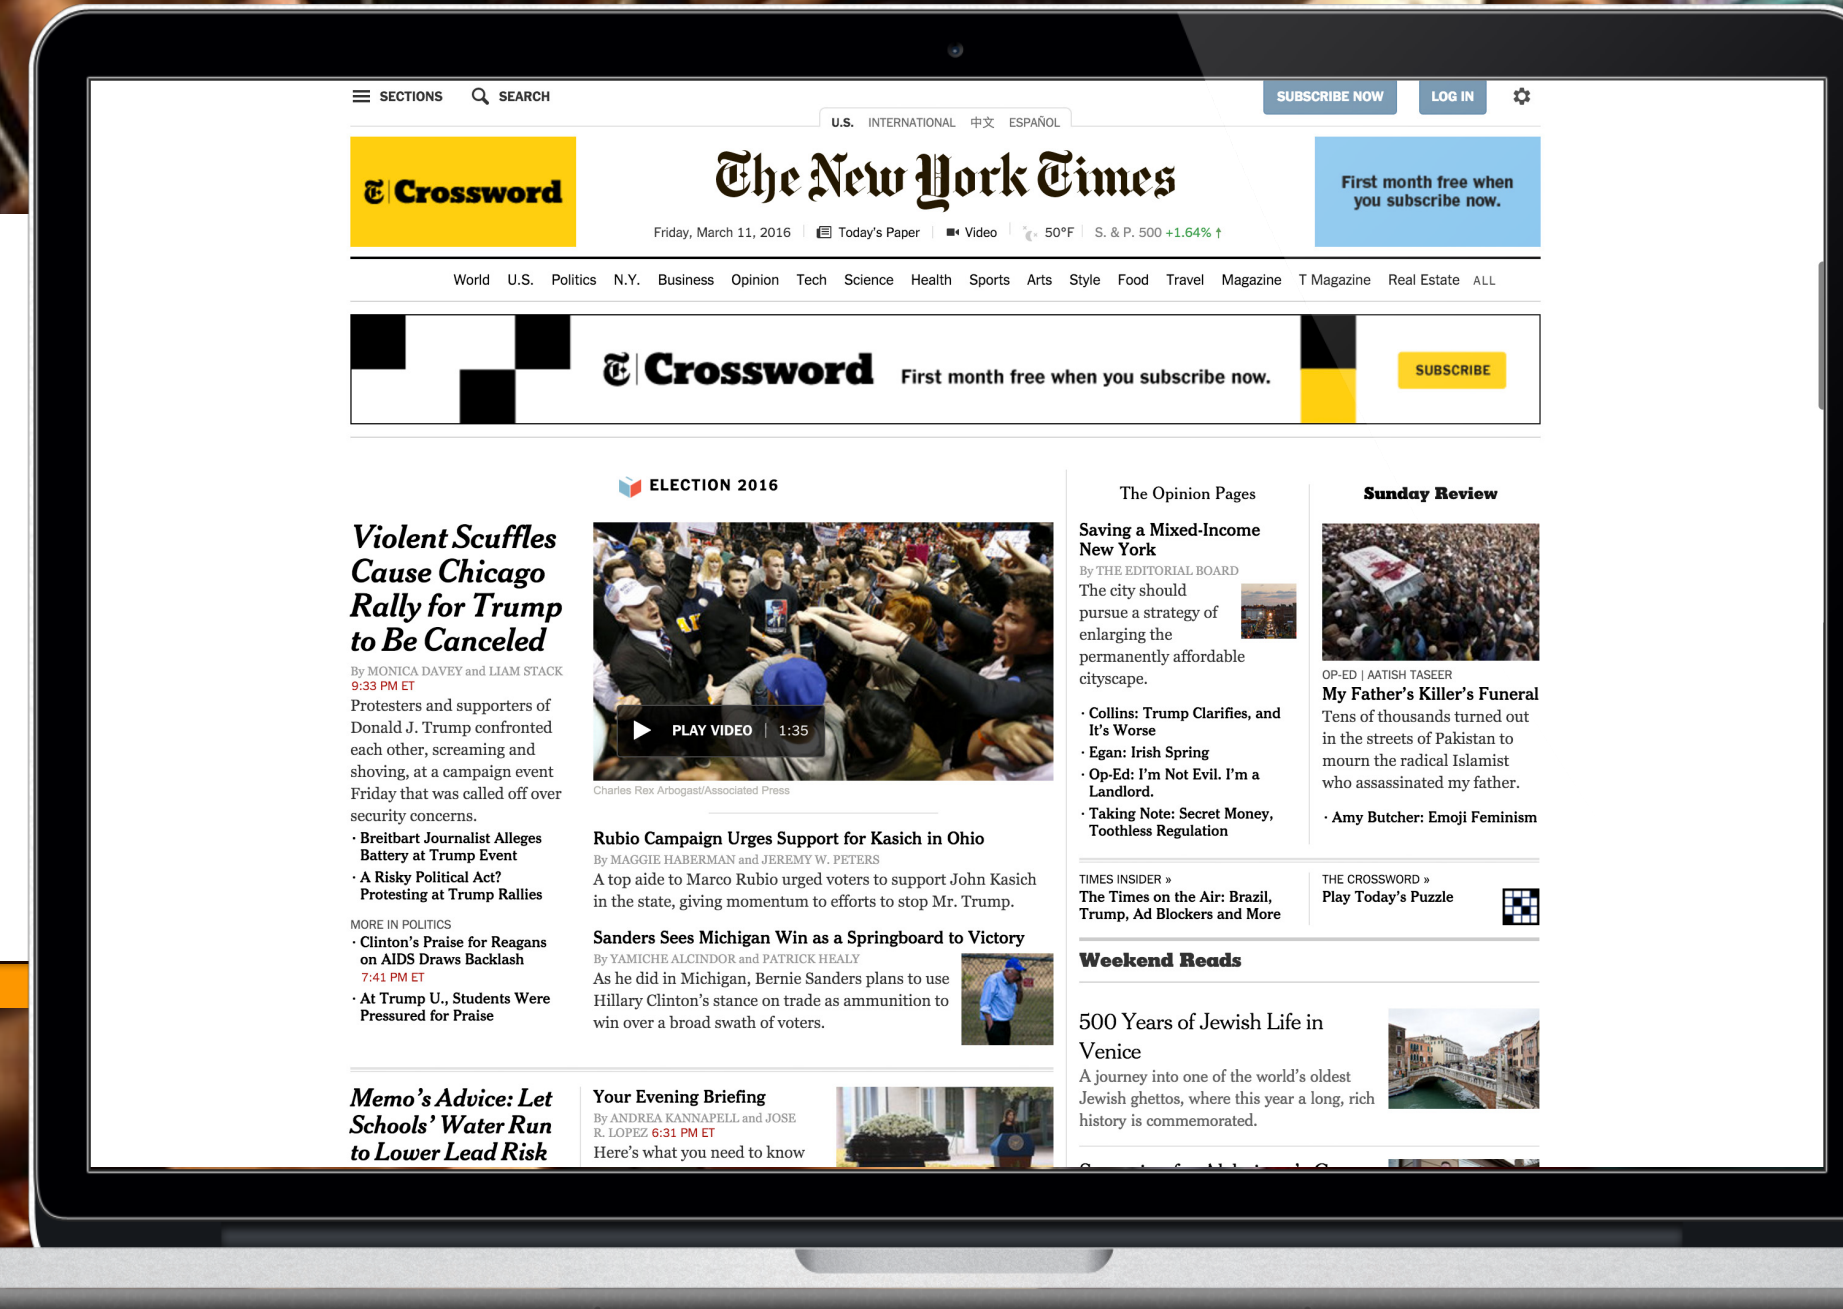 SECTIONS
SEARCH
SUBSCRIBE NOW
LOG IN
U.S. INTERNATIONAL 中文 ESPAÑOL
T Crossword
The New York Times
First month free when
you subscribe now.
Friday, March 11, 2016
Today's Paper
Video
50°F
S. & P. 500 +1.64% ↑
World U.S. Politics N.Y. Business Opinion Tech Science Health Sports Arts Style Food Travel Magazine T Magazine Real Estate ALL
T Crossword First month free when you subscribe now.
SUBSCRIBE
ELECTION 2016
Violent Scuffles
Cause Chicago
Rally for Trump
to Be Canceled
By MONICA DAVEY and LIAM STACK
9:33 PM ET
Protesters and supporters of
Donald J. Trump confronted
each other, screaming and
shoving, at a campaign event
Friday that was called off over
security concerns.
· Breitbart Journalist Alleges
Battery at Trump Event
· A Risky Political Act?
Protesting at Trump Rallies
MORE IN POLITICS
· Clinton's Praise for Reagans
on AIDS Draws Backlash
7:41 PM ET
· At Trump U., Students Were
Pressured for Praise
PLAY VIDEO | 1:35
Charles Rex Arbogast/Associated Press
Rubio Campaign Urges Support for Kasich in Ohio
By MAGGIE HABERMAN and JEREMY W. PETERS
A top aide to Marco Rubio urged voters to support John Kasich
in the state, giving momentum to efforts to stop Mr. Trump.
Sanders Sees Michigan Win as a Springboard to Victory
By YAMICHE ALCINDOR and PATRICK HEALY
As he did in Michigan, Bernie Sanders plans to use
Hillary Clinton's stance on trade as ammunition to
win over a broad swath of voters.
The Opinion Pages
Saving a Mixed-Income
New York
By THE EDITORIAL BOARD
The city should
pursue a strategy of
enlarging the
permanently affordable
cityscape.
· Collins: Trump Clarifies, and
It's Worse
· Egan: Irish Spring
· Op-Ed: I'm Not Evil. I'm a
Landlord.
· Taking Note: Secret Money,
Toothless Regulation
Sunday Review
OP-ED | AATISH TASEER
My Father's Killer's Funeral
Tens of thousands turned out
in the streets of Pakistan to
mourn the radical Islamist
who assassinated my father.
· Amy Butcher: Emoji Feminism
TIMES INSIDER »
The Times on the Air: Brazil,
Trump, Ad Blockers and More
THE CROSSWORD »
Play Today's Puzzle
Weekend Reads
500 Years of Jewish Life in
Venice
A journey into one of the world's oldest
Jewish ghettos, where this year a long, rich
history is commemorated.
Memo's Advice: Let
Schools' Water Run
to Lower Lead Risk
Your Evening Briefing
By ANDREA KANNAPELL and JOSE
R. LOPEZ 6:31 PM ET
Here's what you need to know